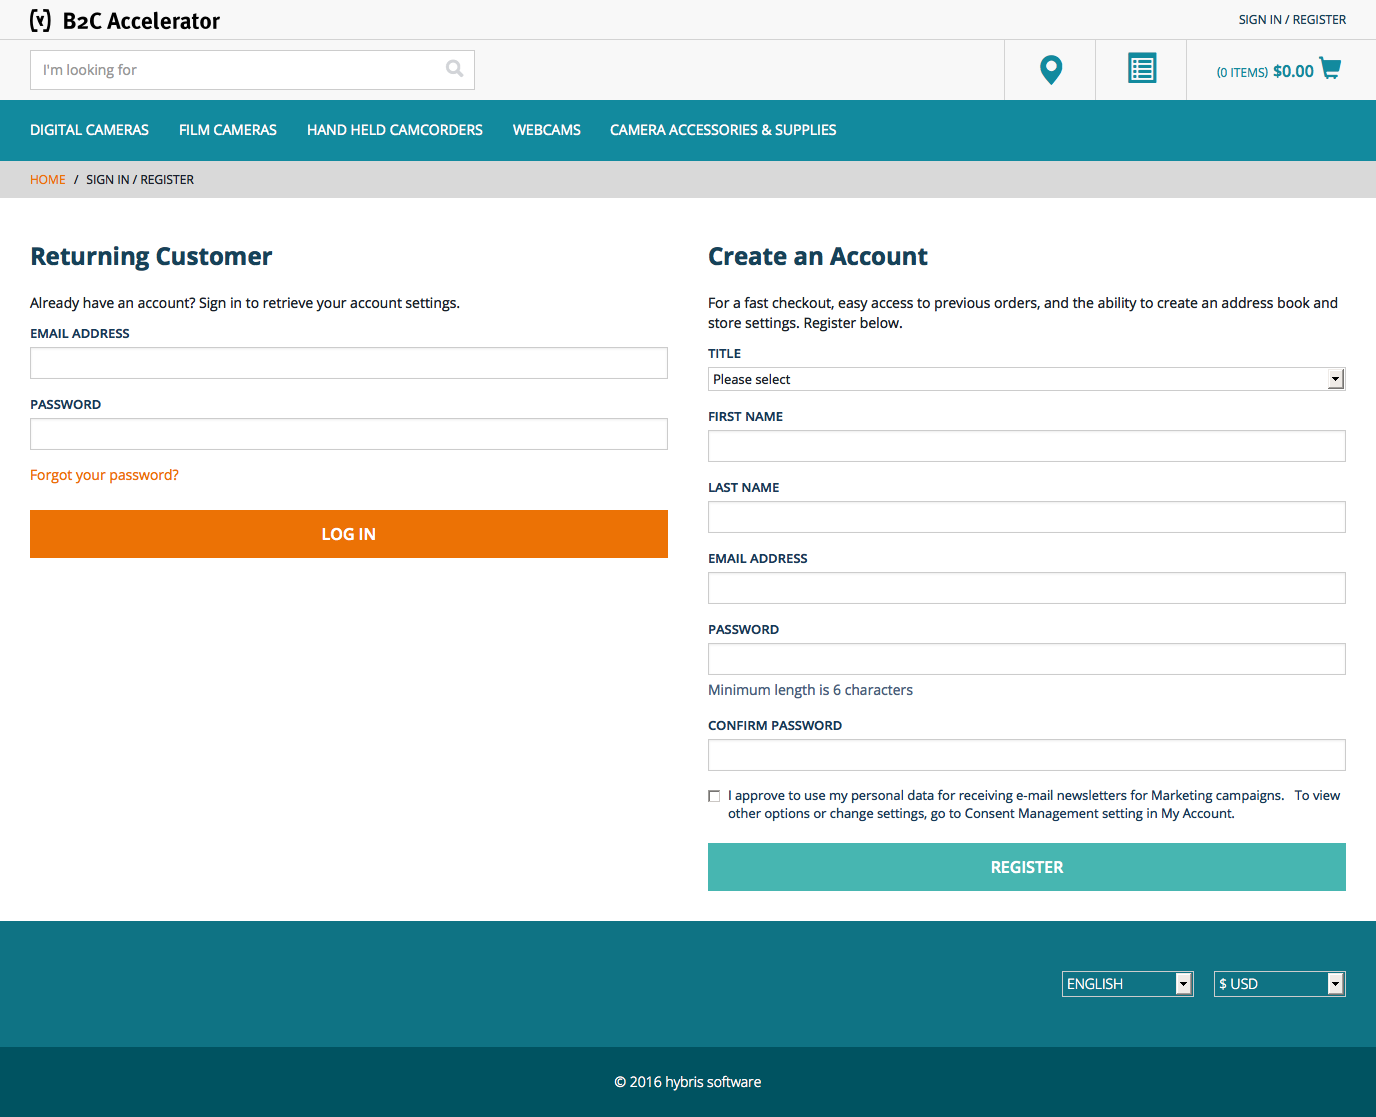 B2C Accelerator
SIGN IN / REGISTER
I'm looking for
(0 ITEMS) $0.00
DIGITAL CAMERAS FILM CAMERAS HAND HELD CAMCORDERS WEBCAMS CAMERA ACCESSORIES & SUPPLIES
HOME / SIGN IN / REGISTER
Returning Customer
Already have an account? Sign in to retrieve your account settings.
EMAIL ADDRESS
PASSWORD
Forgot your password?
LOG IN
Create an Account
For a fast checkout, easy access to previous orders, and the ability to create an address book and
store settings. Register below.
TITLE
Please select
FIRST NAME
LAST NAME
EMAIL ADDRESS
PASSWORD
Minimum length is 6 characters
CONFIRM PASSWORD
I approve to use my personal data for receiving e-mail newsletters for Marketing campaigns. To view
other options or change settings, go to Consent Management setting in My Account.
REGISTER
ENGLISH
$ USD
© 2016 hybris software